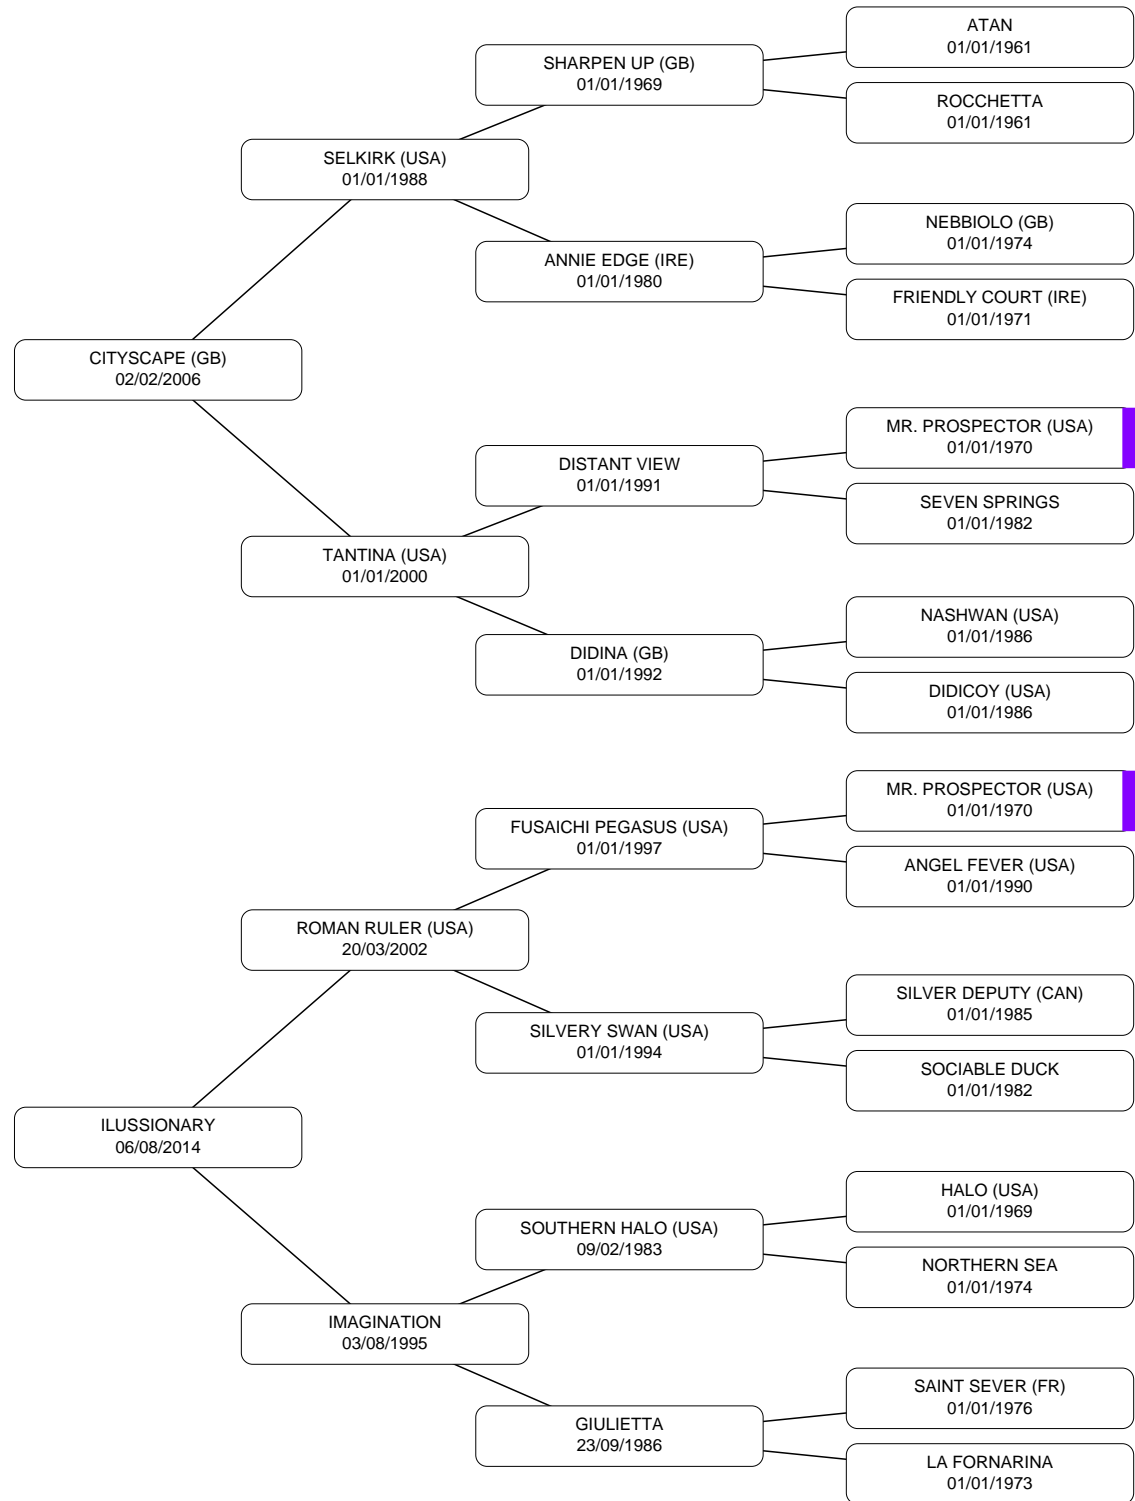 ATAN
01/01/1961
SHARPEN UP (GB)
01/01/1969
ROCCHETTA
01/01/1961
SELKIRK (USA)
01/01/1988
NEBBIOLO (GB)
01/01/1974
ANNIE EDGE (IRE)
01/01/1980
FRIENDLY COURT (IRE)
01/01/1971
CITYSCAPE (GB)
02/02/2006
MR. PROSPECTOR (USA)
01/01/1970
DISTANT VIEW
01/01/1991
SEVEN SPRINGS
01/01/1982
TANTINA (USA)
01/01/2000
NASHWAN (USA)
01/01/1986
DIDINA (GB)
01/01/1992
DIDICOY (USA)
01/01/1986
MR. PROSPECTOR (USA)
01/01/1970
FUSAICHI PEGASUS (USA)
01/01/1997
ANGEL FEVER (USA)
01/01/1990
ROMAN RULER (USA)
20/03/2002
SILVER DEPUTY (CAN)
01/01/1985
SILVERY SWAN (USA)
01/01/1994
SOCIABLE DUCK
01/01/1982
ILUSSIONARY
06/08/2014
HALO (USA)
01/01/1969
SOUTHERN HALO (USA)
09/02/1983
NORTHERN SEA
01/01/1974
IMAGINATION
03/08/1995
SAINT SEVER (FR)
01/01/1976
GIULIETTA
23/09/1986
LA FORNARINA
01/01/1973